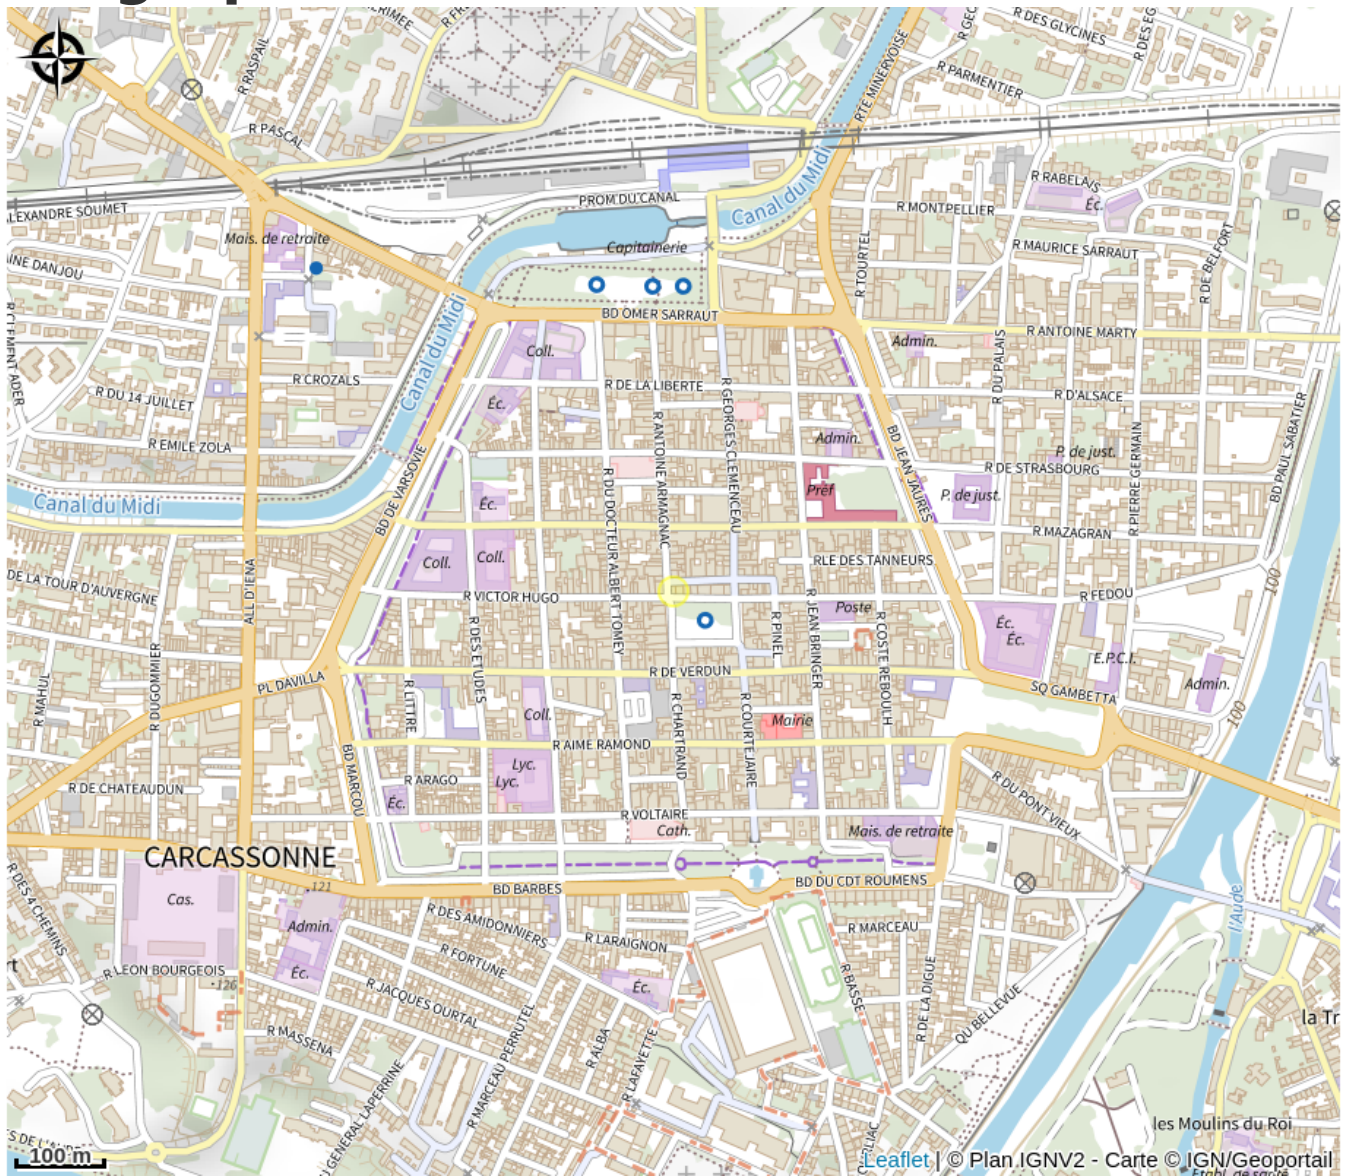 R RASPAIL
R PASCAL
R DES GLYCINES
R PARMENTIER
RTE MINERVOISE
ALEXANDRE SOUMET
Mais. de retraite
PROM DU CANAL
Canal du Midi
Capitainerie
R MONTPELLIER
R RABELAIS
Éc.
R MAURICE SARRAUT
R DE BELFORT
R TOURTEL
R CLEMENT ADER
Canal du Midi
BD OMER SARRAUT
R ANTOINE MARTY
Admin.
Coll.
R CROZALS
R DU 14 JUILLET
R EMILE ZOLA
R DE LA LIBERTE
R GEORGES CLEMENCEAU
R ANTOINE ARMAGNAC
R DU PALAIS
R D'ALSACE
BD PAUL SABATIER
Éc.
Admin.
BD JEAN JAURES
P. de just.
R DE STRASBOURG
R PIERRE GERMAIN
Préf
P. de just.
Canal du Midi
BD DE VARSOVIE
Éc.
R DU DOCTEUR ALBERT TOMEY
R MAZAGRAN
Coll.
Coll.
RLE DES TANNEURS
DE LA TOUR D'AUVERGNE
ALL D'IENA
R VICTOR HUGO
Poste
R FEDOU
100
R DES ETUDES
R PINEL
R JEAN BRINGER
R COSTE REBOULH
Éc.
Éc.
E.P.C.I.
R MAHUL
R DUGOMMIER
PL DAVILLA
R DE VERDUN
SQ GAMBETTA
Admin.
100
R LITTRE
Coll.
R CHARTRAND
R COURTEJAIRE
Mairie
R AIME RAMOND
BD MARCOU
Lyc.
Lyc.
R DE CHATEAUDUN
R ARAGO
Éc.
R VOLTAIRE
Cath.
Mais. de retraite
R DU PONT VIEUX
CARCASSONNE
121
BD BARBES
BD DU CDT ROUMENS
l'Aude
Cas.
R DES 4 CHEMINS
Admin.
R DES AMIDONNIERS
R LARAIGNON
R MARCEAU
R LEON BOURGEOIS
126
Éc.
R FORTUNE
Éc.
R JACQUES OURTAL
R BASSE
R DE LA DIGUE
QU BELLEVUE
la Tr
R MASSENA
R MARCEAU PERRUTEL
R ALBA
R LAFAYETTE
les Moulins du Roi
100 m
Leaflet | © Plan IGNV2 - Carte © IGN/Geoportail